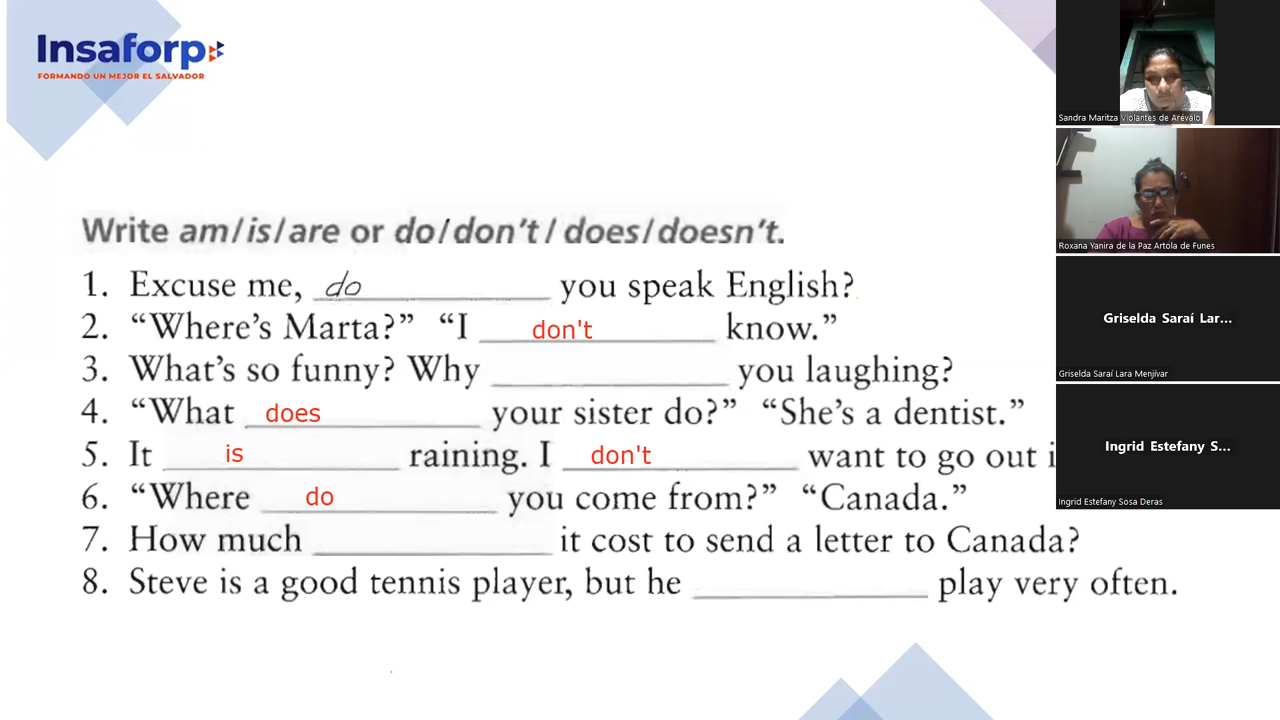 Insaforp
FORMANDO UN MEJOR EL SALVADOR
Write am/is/are or do/don't/does/doesn't.
1. Excuse me, do you speak English?
2. "Where's Marta?" "I don't know."
3. What's so funny? Why ____________ you laughing?
4. "What does your sister do?" "She's a dentist."
5. It is raining. I don't want to go out i
6. "Where do you come from?" "Canada."
7. How much ____________ it cost to send a letter to Canada?
8. Steve is a good tennis player, but he ____________ play very often.
Sandra Maritza Violantes de Arévalo
Roxana Yanira de la Paz Artola de Funes
Griselda Saraí Lar...
Griselda Saraí Lara Menjívar
Ingrid Estefany S...
Ingrid Estefany Sosa Deras